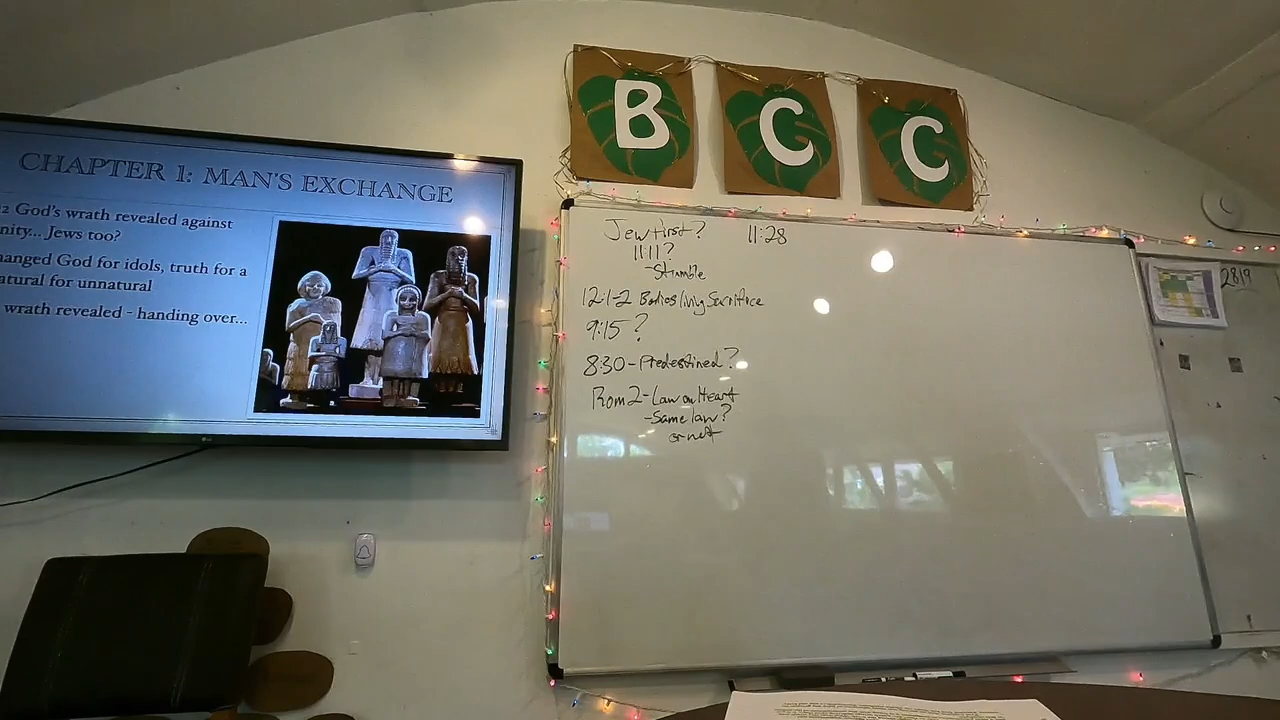 CHAPTER 1: MAN'S EXCHANGE
God's wrath revealed against
nity... Jews too?
hanged God for idols, truth for a
atural for unnatural
wrath revealed - handing over...
B C C
Jew first? 11:28
11:11?
-Stumble
12:1-2 Bodies living Sacrifice
9:15?
8:30-Predestined?
Rom 2-Law on Heart
-Same law?
or not
2819
LG